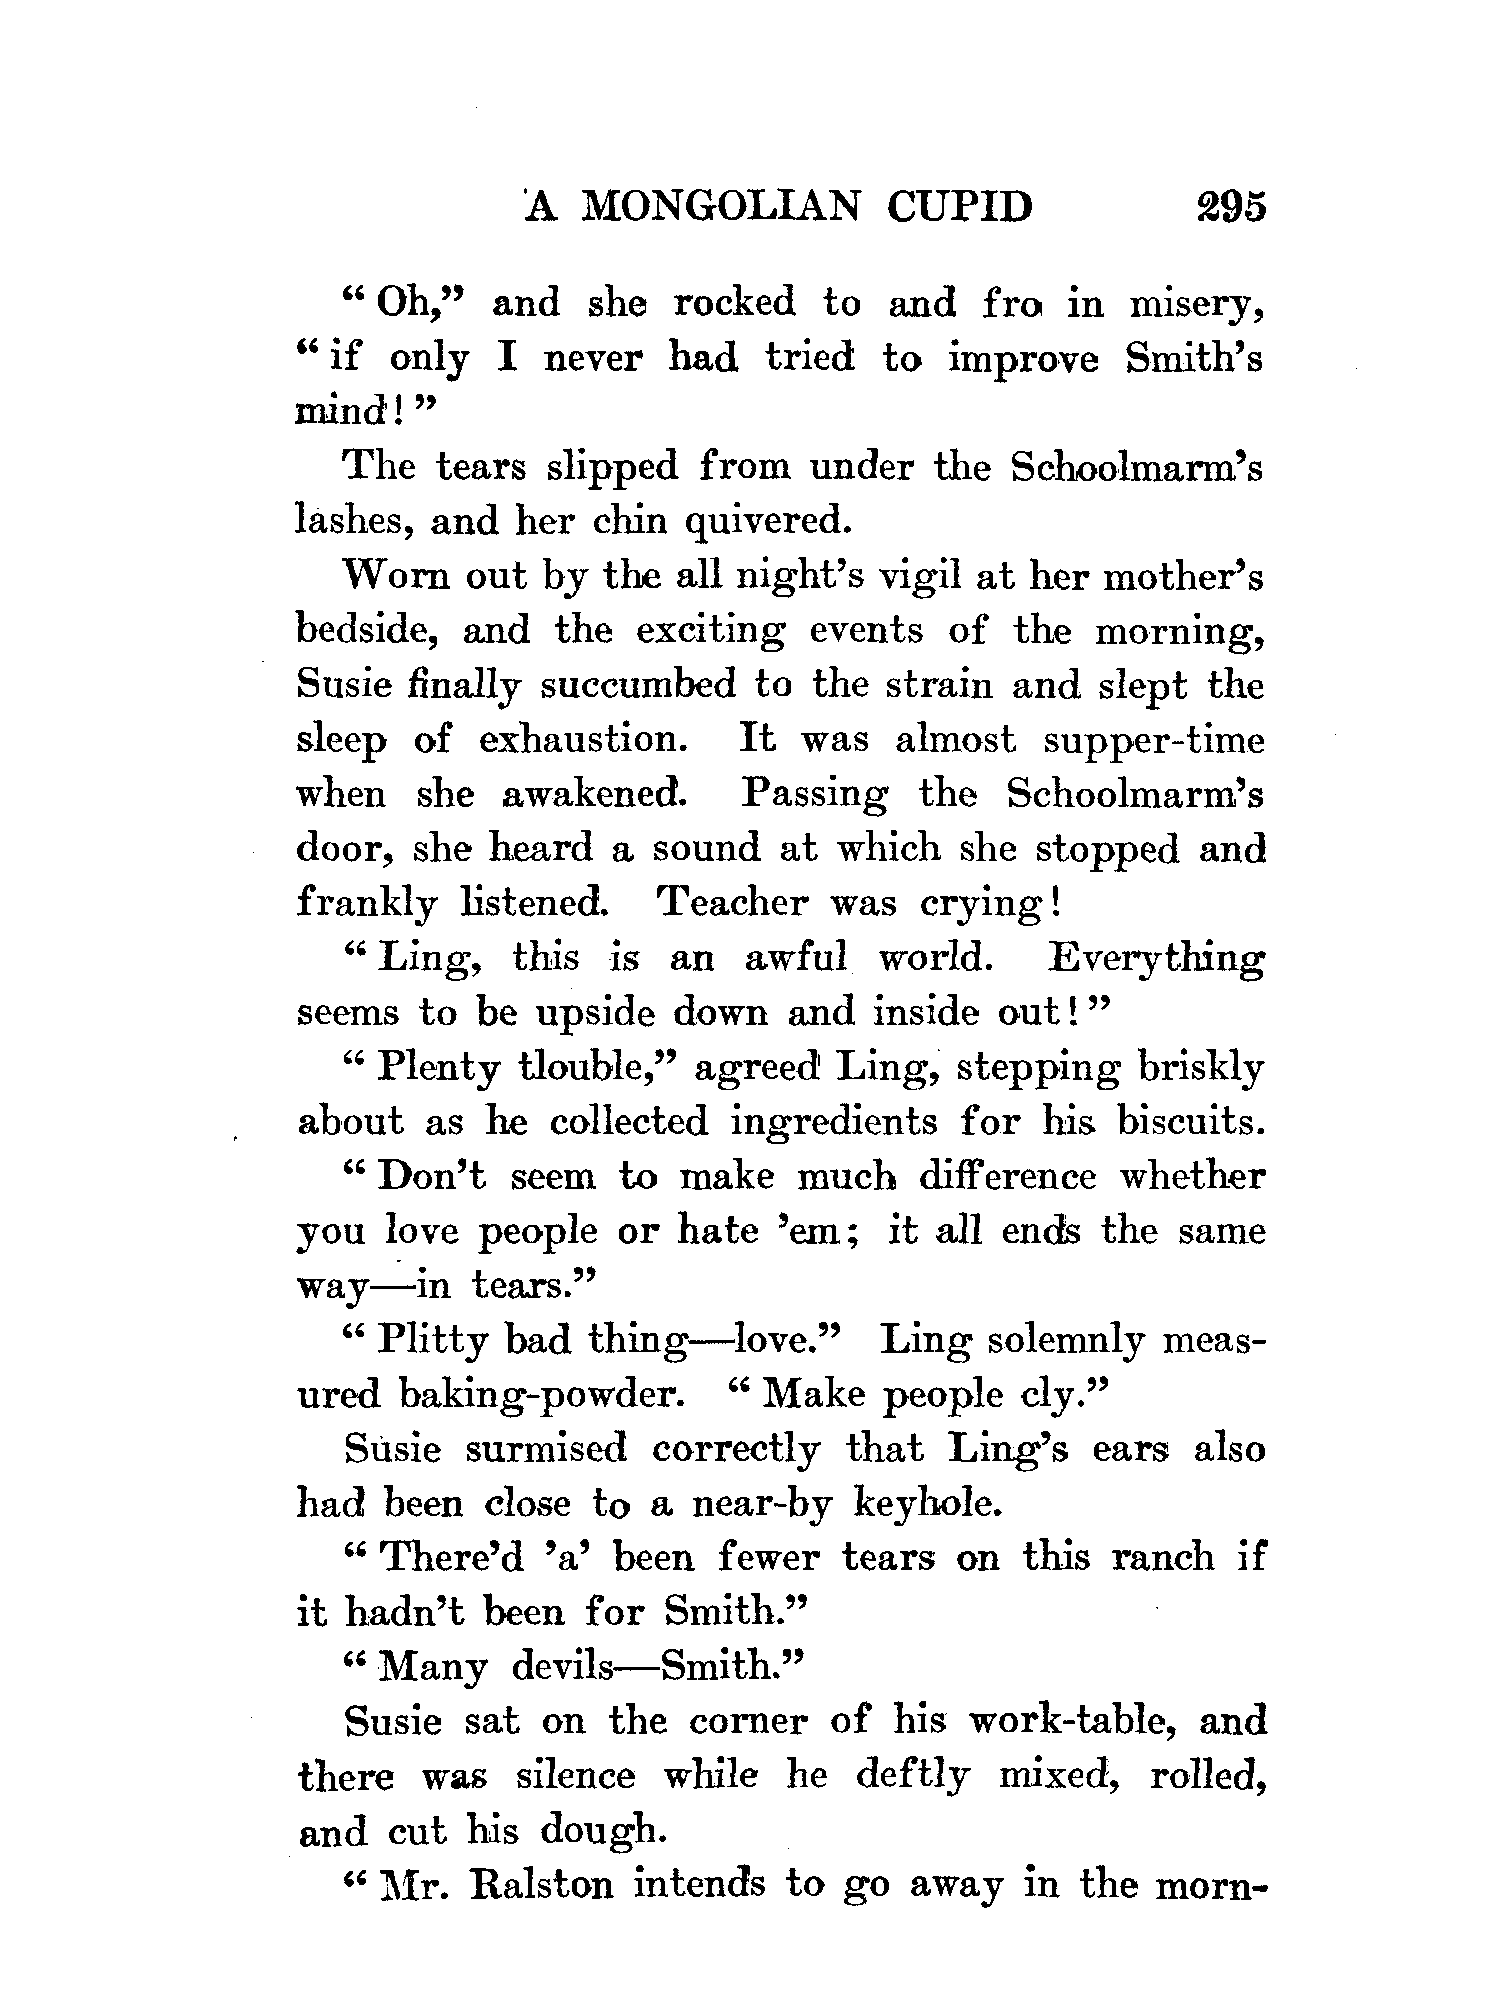 A MONGOLIAN CUPID 295
“ Oh,” and she rocked to and fro in misery,
“ if only I never had tried to improve Smith’s
mind! ”
The tears slipped from under the Schoolmarm’s
lashes, and her chin quivered.
Worn out by the all night’s vigil at her mother’s
bedside, and the exciting events of the morning,
Susie finally succumbed to the strain and slept the
sleep of exhaustion. It was almost supper-time
when she awakened. Passing the Schoolmarm’s
door, she heard a sound at which she stopped and
frankly listened. Teacher was crying!
“ Ling, this is an awful world. Everything
seems to be upside down and inside out! ”
“ Plenty tlouble,” agreed Ling, stepping briskly
about as he collected ingredients for his biscuits.
“ Don’t seem to make much difference whether
you love people or hate ’em; it all ends the same
way—in tears.”
“ Plitty bad thing—love.” Ling solemnly meas-
ured baking-powder. “ Make people cly.”
Susie surmised correctly that Ling’s ears also
had been close to a near-by keyhole.
“ There’d ’a’ been fewer tears on this ranch if
it hadn’t been for Smith.”
“ Many devils—Smith.”
Susie sat on the corner of his work-table, and
there was silence while he deftly mixed, rolled,
and cut his dough.
“ Mr. Ralston intends to go away in the morn-